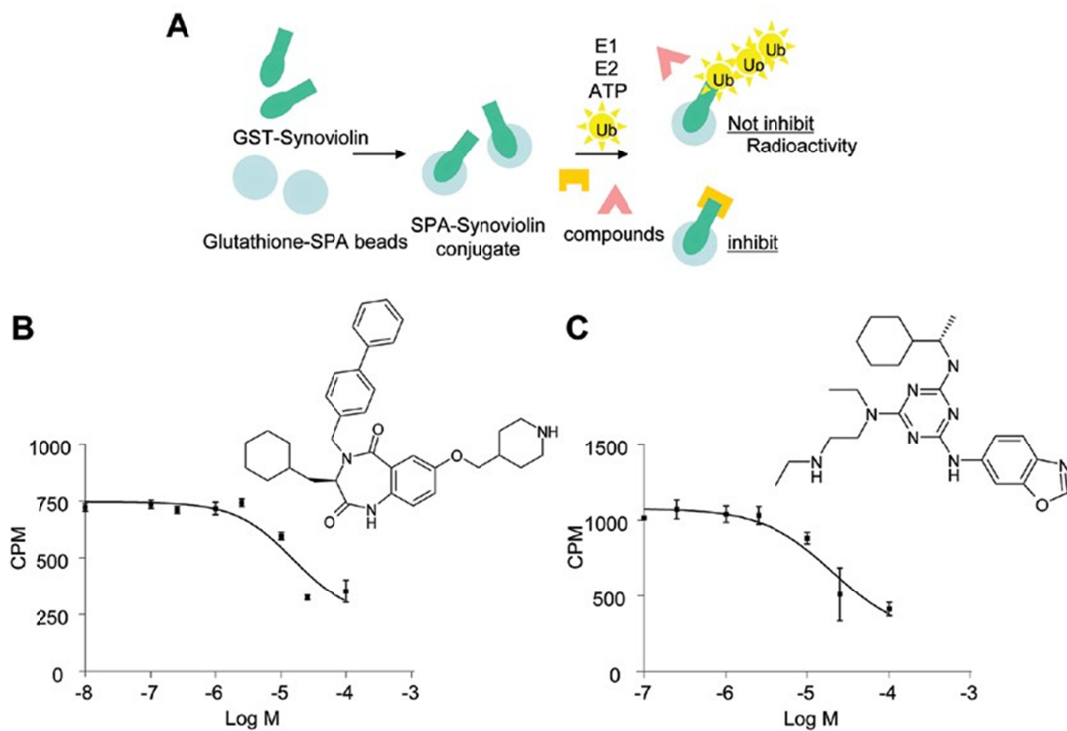 A
GST-Synoviolin
Glutathione-SPA beads
SPA-Synoviolin
conjugate
E1
E2
ATP
Ub
compounds
Ub
Ub
Ub
Not inhibit
Radioactivity
inhibit
B
O
N
O
N
H
O
NH
1000
750
500
250
0
CPM
-8
-7
-6
-5
-4
-3
Log M
C
N
H
N
N
N
N
N
H
NH
N
O
1500
1000
500
0
CPM
-7
-6
-5
-4
-3
Log M